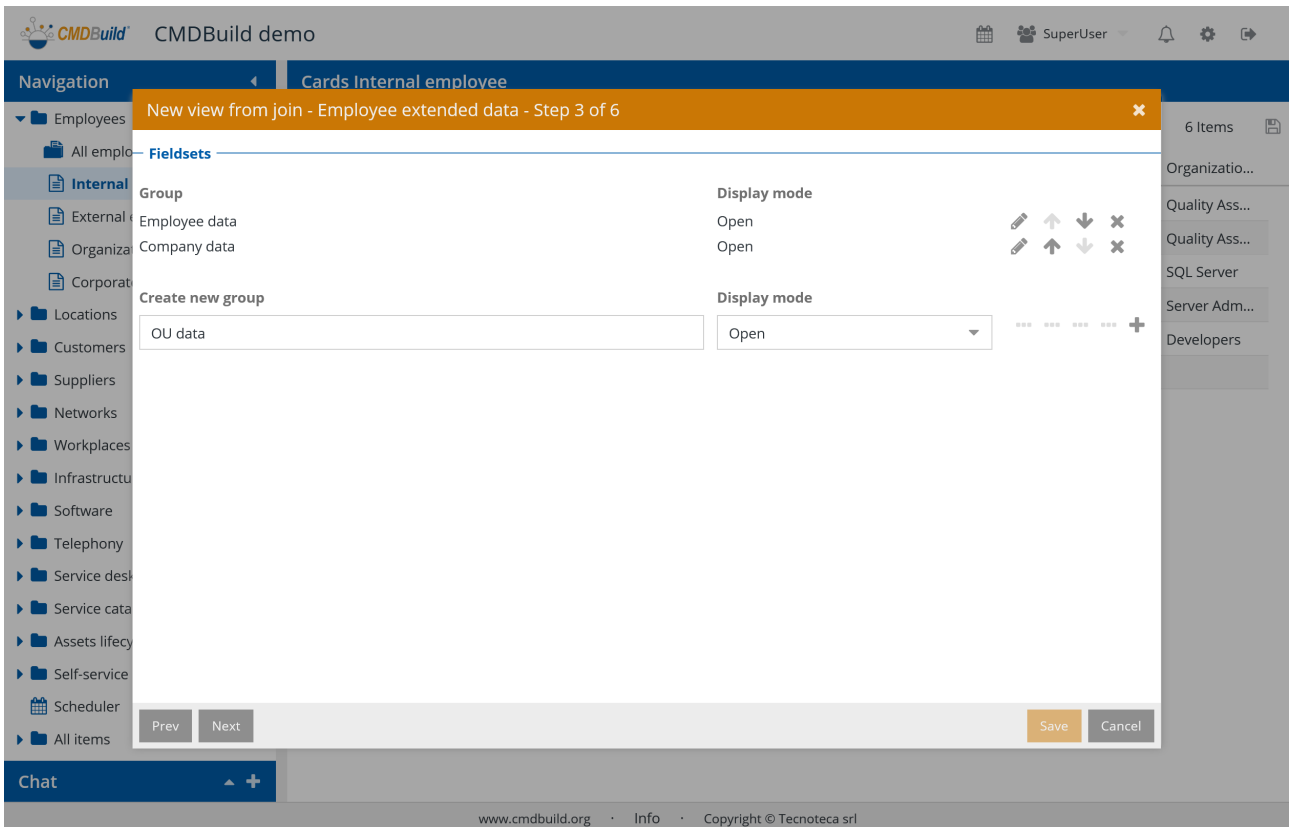 CMDBuild CMDBuild demo SuperUser
Navigation
Cards Internal employee
New view from join - Employee extended data - Step 3 of 6
Employees
All emplo
Internal
External e
Organizat
Corporate
Locations
Customers
Suppliers
Networks
Workplaces
Infrastructu
Software
Telephony
Service desk
Service cata
Assets lifecy
Self-service
Scheduler
All items
Chat
Fieldsets
Group Display mode
Employee data Open
Company data Open
Create new group Display mode
OU data Open
Prev Next Save Cancel
6 Items
Organizatio...
Quality Ass...
Quality Ass...
SQL Server
Server Adm...
Developers
www.cmdbuild.org · Info · Copyright © Tecnoteca srl